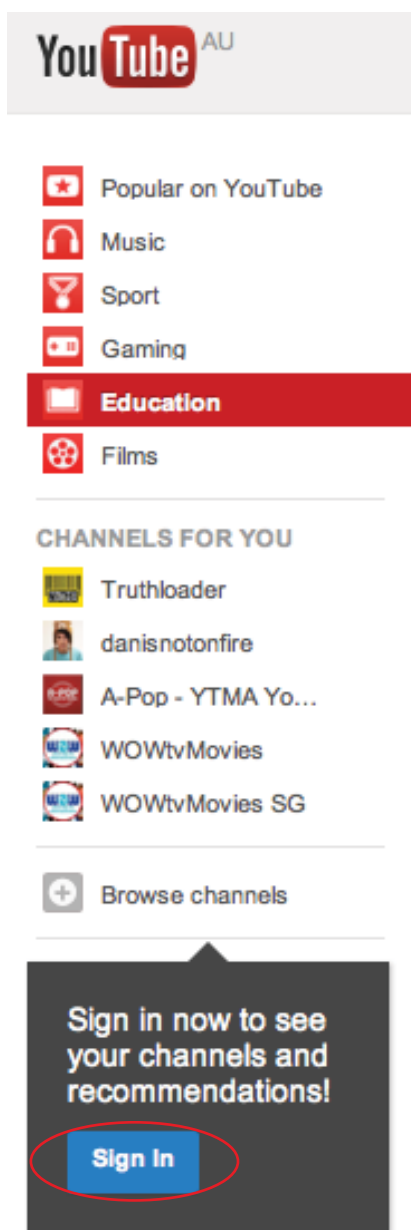 YouTube AU
Popular on YouTube
Music
Sport
Gaming
Education
Films
CHANNELS FOR YOU
Truthloader
danisnotonfire
A-Pop - YTMA Yo...
WOWtvMovies
WOWtvMovies SG
Browse channels
Sign in now to see
your channels and
recommendations!
Sign In